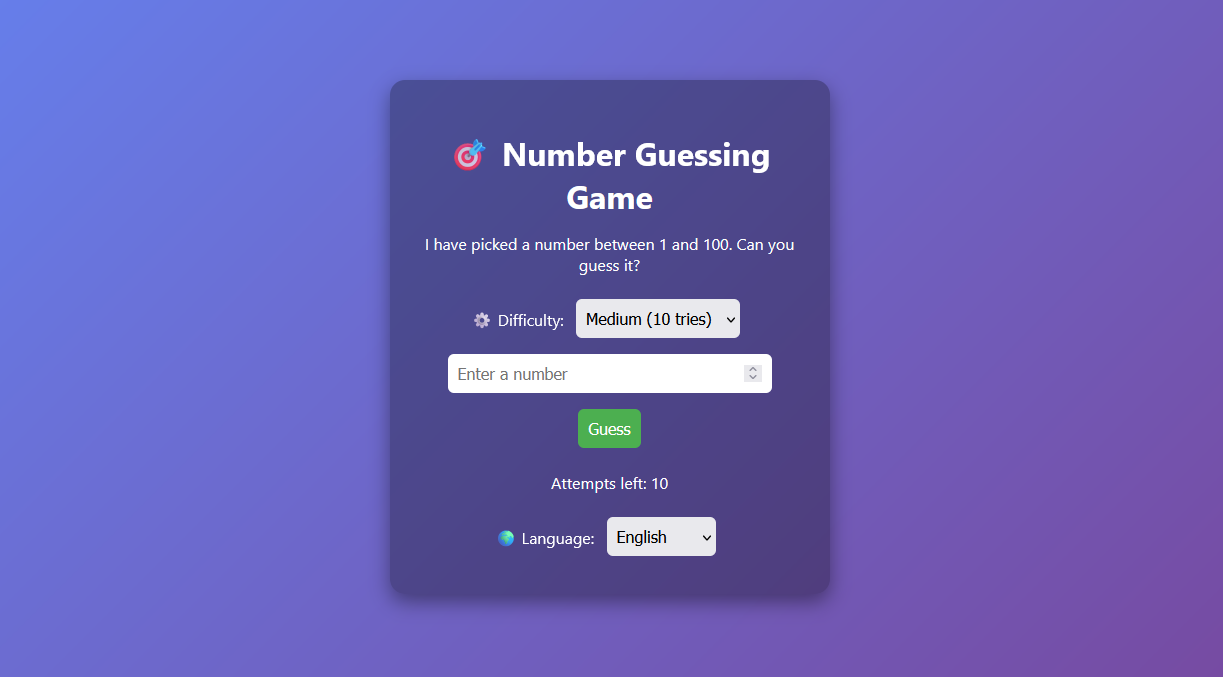 🎯 Number Guessing
Game
I have picked a number between 1 and 100. Can you
guess it?
⚙️ Difficulty: Medium (10 tries)
Enter a number
Guess
Attempts left: 10
🌍 Language: English